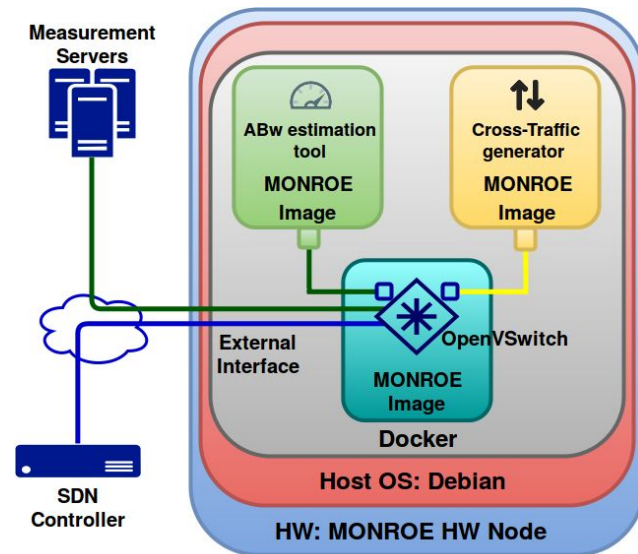 Measurement
Servers
ABw estimation
tool
MONROE
Image
Cross-Traffic
generator
MONROE
Image
External
Interface
OpenVSwitch
MONROE
Image
Docker
SDN
Controller
Host OS: Debian
HW: MONROE HW Node